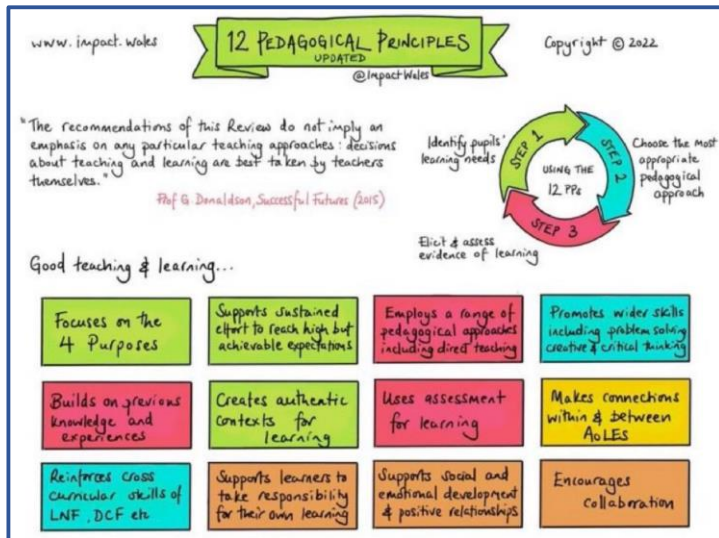 www.impact.wales
12 PEDAGOGICAL PRINCIPLES
UPDATED
@ImpactWales
Copyright © 2022
"The recommendations of this Review do not imply an
emphasis on any particular teaching approaches: decisions
about teaching and learning are best taken by teachers
themselves."
Prof G. Donaldson, Successful Futures (2015)
Identify pupils'
learning needs
STEP 1
STEP 2
Choose the most
appropriate
pedagogical
approach
USING THE
12 PPs
STEP 3
Elicit & assess
evidence of learning
Good teaching & learning...
Focuses on the
4 Purposes
Supports sustained
effort to reach high but
achievable expectations
Employs a range of
pedagogical approaches
including direct teaching
Promotes wider skills
including problem solving
creative & critical thinking
Builds on previous
knowledge and
experiences
Creates authentic
contexts for
learning
Uses assessment
for learning
Makes connections
within & between
AoLEs
Reinforces cross
curricular skills of
LNF, DCF etc
Supports learners to
take responsibility
for their own learning
Supports social and
emotional development
& positive relationships
Encourages
collaboration